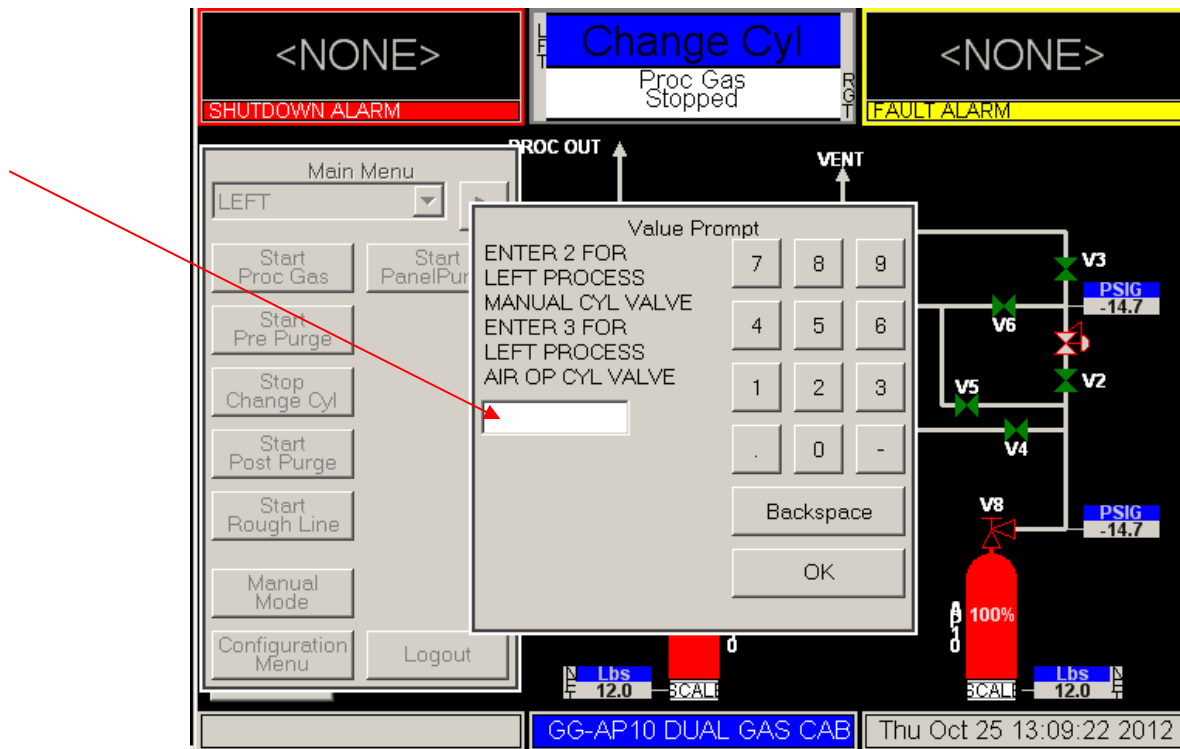 <NONE>
SHUTDOWN ALARM
LFT
Change Cyl
Proc Gas
Stopped
RGT
<NONE>
FAULT ALARM
PROC OUT
VENT
Main Menu
LEFT
Start
Proc Gas
Start
PanelPur
Start
Pre Purge
Stop
Change Cyl
Start
Post Purge
Start
Rough Line
Manual
Mode
Configuration
Menu
Logout
Value Prompt
ENTER 2 FOR
LEFT PROCESS
MANUAL CYL VALVE
ENTER 3 FOR
LEFT PROCESS
AIR OP CYL VALVE
7 8 9
4 5 6
1 2 3
. 0 -
Backspace
OK
V3
PSIG
-14.7
V6
V2
V5
V4
V8
PSIG
-14.7
100%
0
Lbs
12.0
SCALE
SCALE
Lbs
12.0
GG-AP10 DUAL GAS CAB
Thu Oct 25 13:09:22 2012